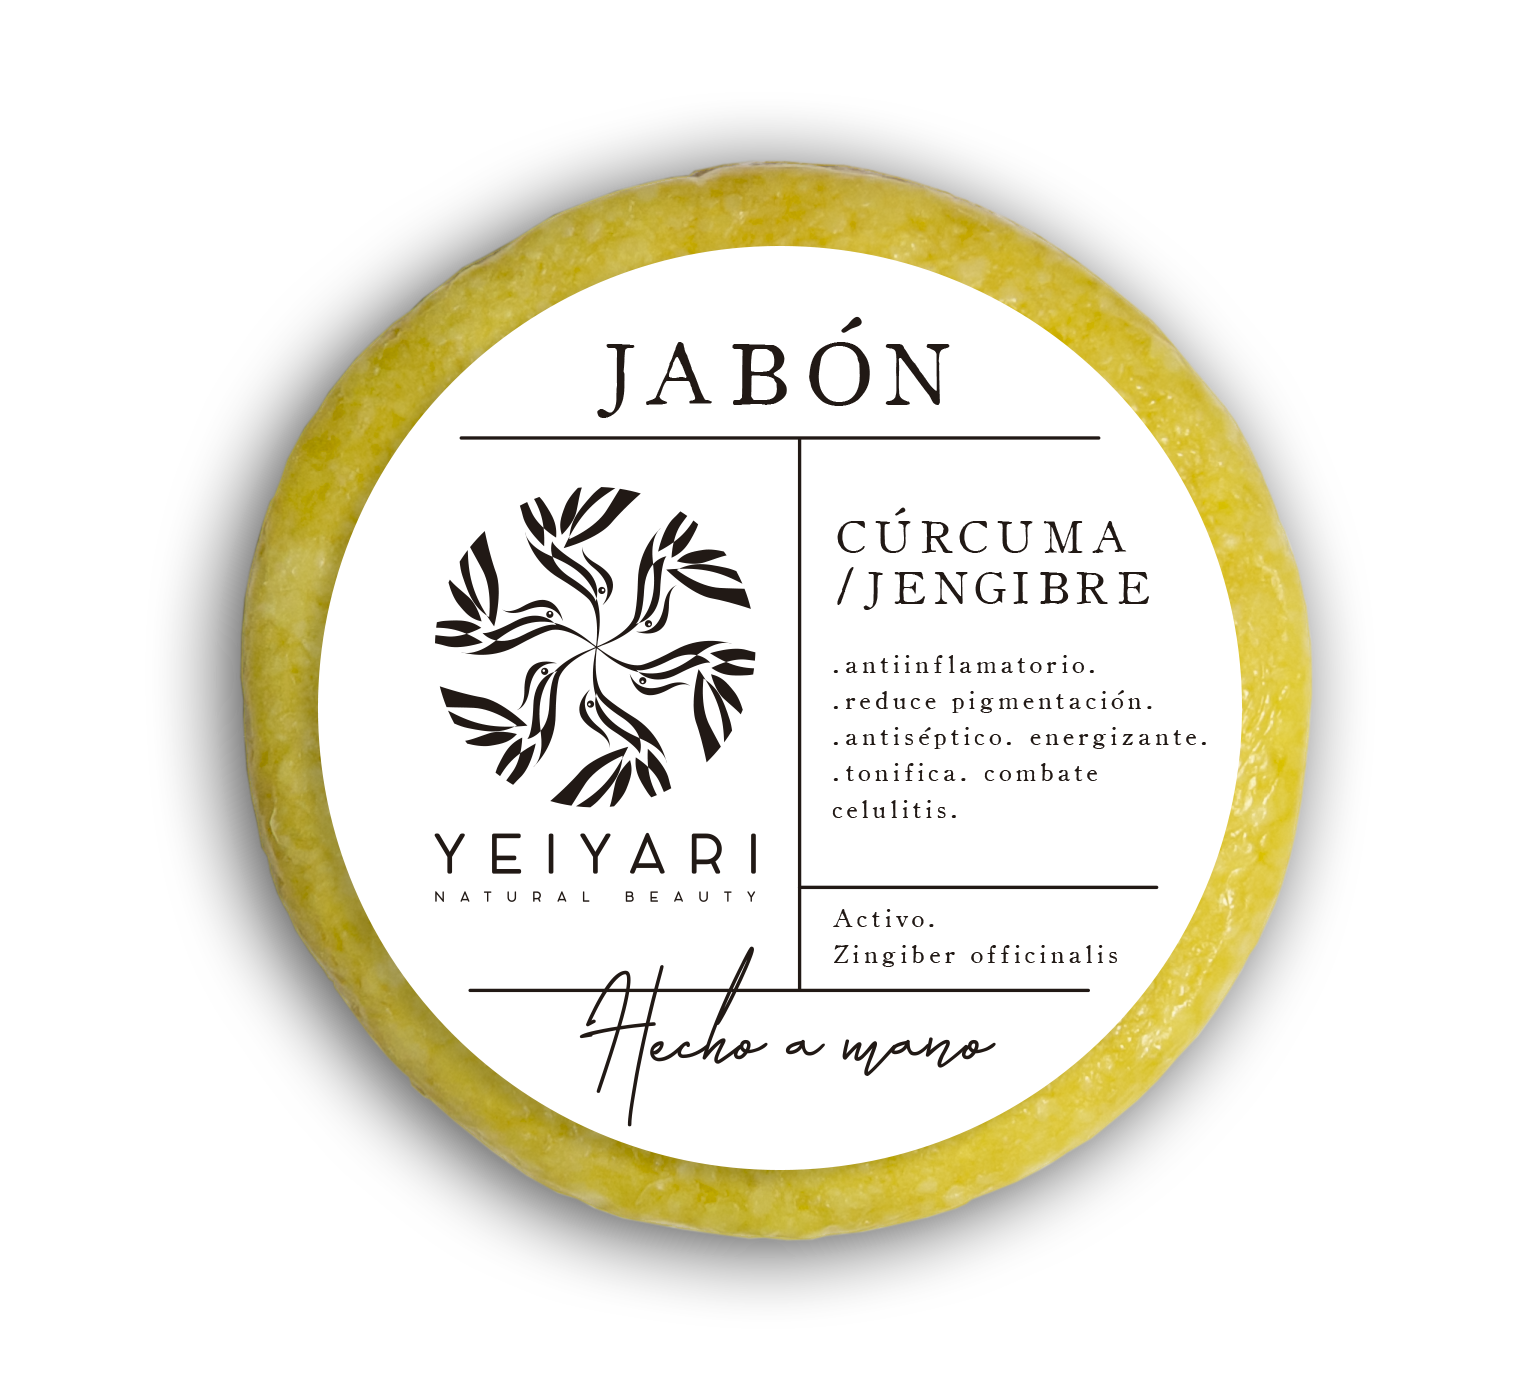 JABÓN
YEIYARI
NATURAL BEAUTY
CÚRCUMA
/JENGIBRE
.antiinflamatorio.
.reduce pigmentación.
.antiséptico. energizante.
.tonifica. combate
celulitis.
Activo.
Zingiber officinalis
Hecho a mano